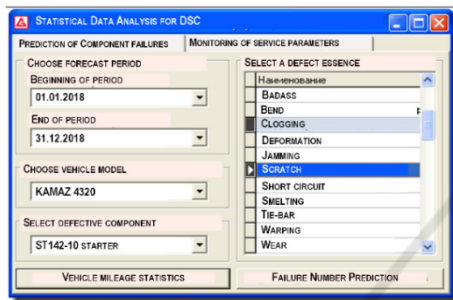 STATISTICAL DATA ANALYSIS FOR DSC
PREDICTION OF COMPONENT FAILURES
MONITORING OF SERVICE PARAMETERS
CHOOSE FORECAST PERIOD
BEGINNING OF PERIOD
01.01.2018
END OF PERIOD
31.12.2018
CHOOSE VEHICLE MODEL
KAMAZ 4320
SELECT DEFECTIVE COMPONENT
ST142-10 STARTER
VEHICLE MILEAGE STATISTICS
SELECT A DEFECT ESSENCE
Наименование
BADASS
BEND
CLOGGING
DEFORMATION
JAMMING
SCRATCH
SHORT CIRCUIT
SMELTING
TIE-BAR
WARPING
WEAR
FAILURE NUMBER PREDICTION